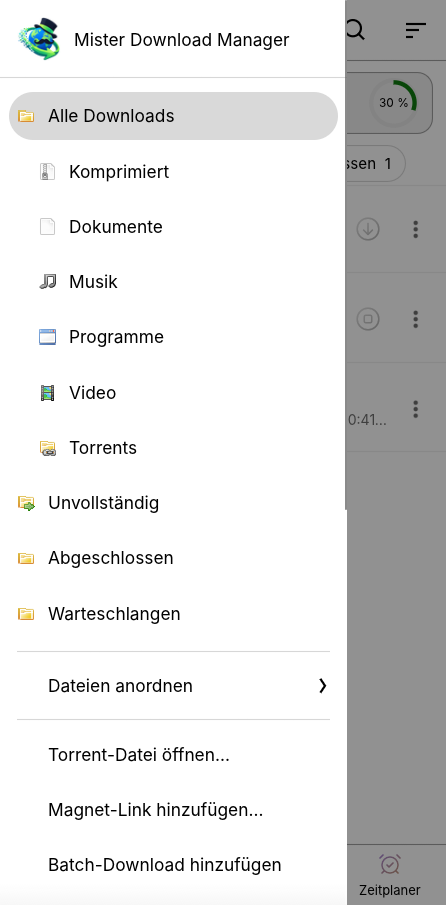 Mister Download Manager
30 %
Alle Downloads
ssen 1
Komprimiert
Dokumente
Musik
Programme
Video
0:41...
Torrents
Unvollständig
Abgeschlossen
Warteschlangen
Dateien anordnen
Torrent-Datei öffnen...
Magnet-Link hinzufügen...
Batch-Download hinzufügen
Zeitplaner